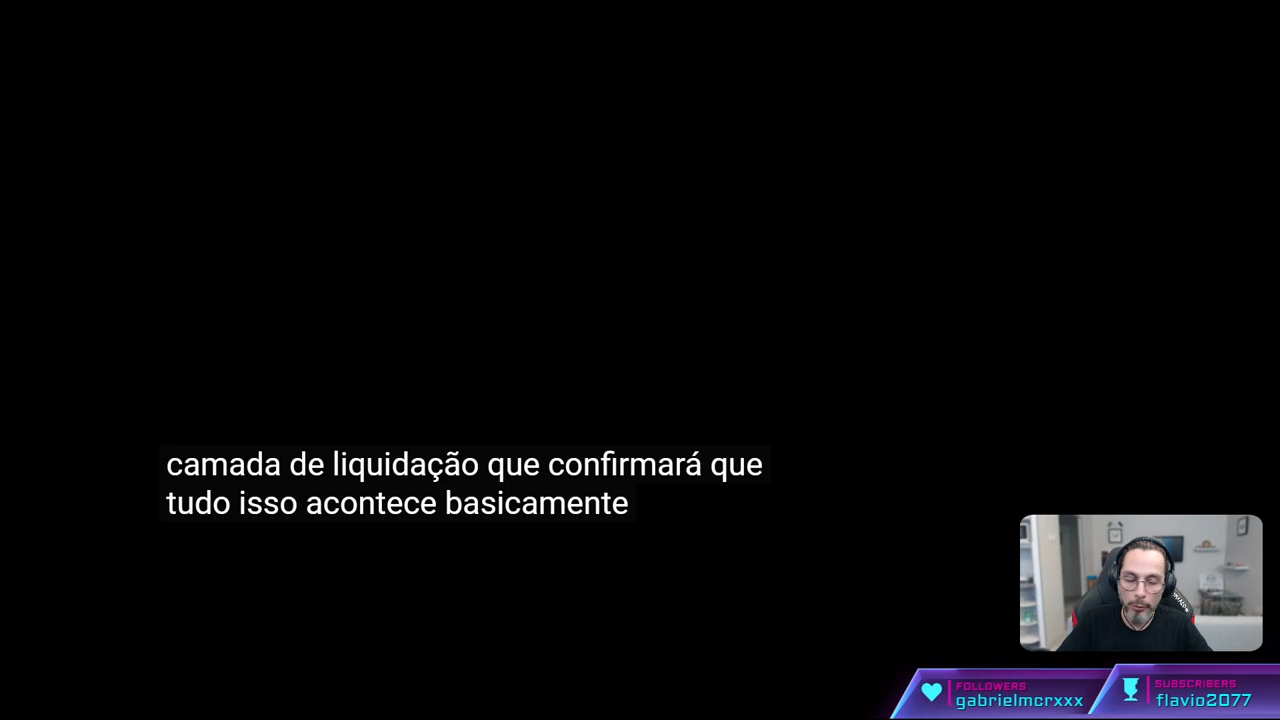 camada de liquidação que confirmará que
tudo isso acontece basicamente
FOLLOWERS
gabrielmcrxxx
SUBSCRIBERS
flavio2077